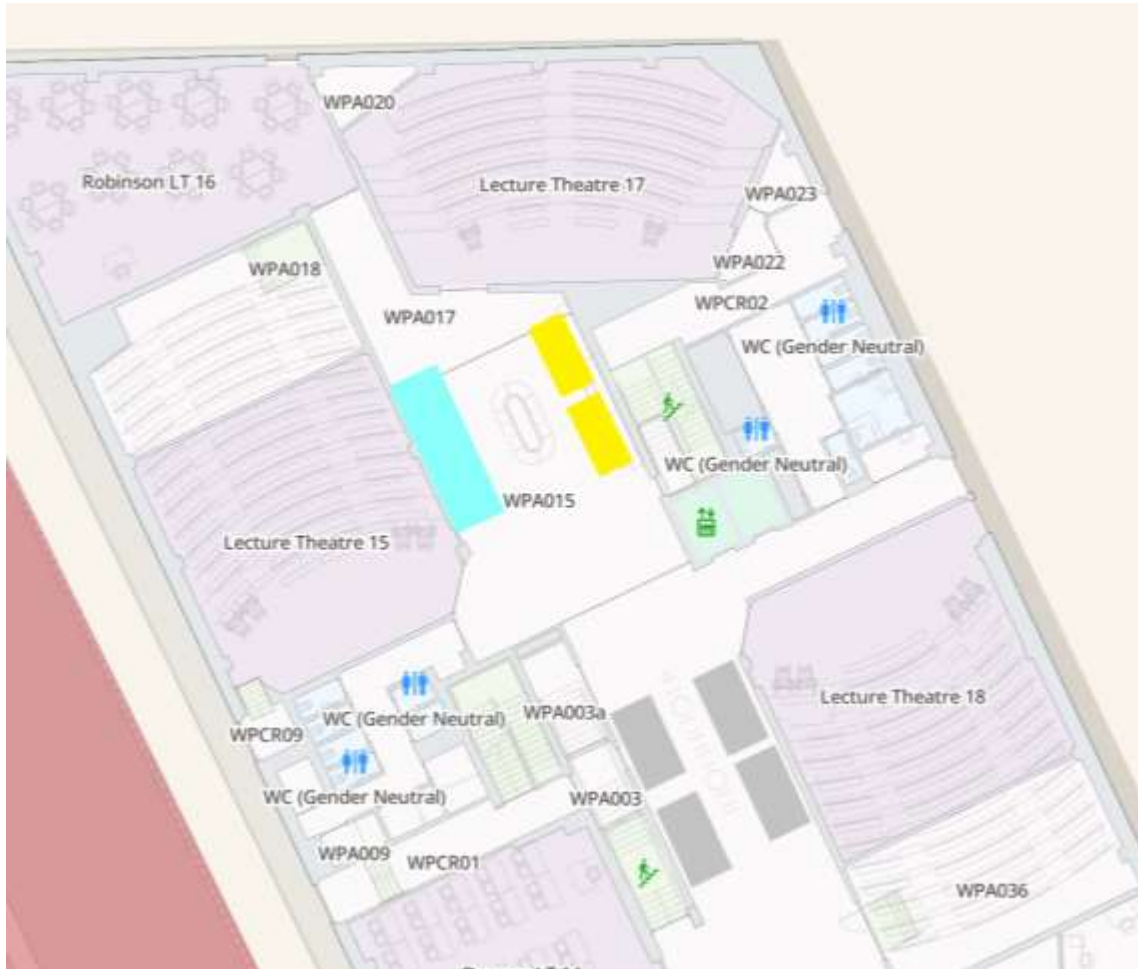 WPA020
Robinson LT 16
Lecture Theatre 17
WPA023
WPA018
WPA022
WPCR02
WPA017
WC (Gender Neutral)
WC (Gender Neutral)
WPA015
Lecture Theatre 15
Lecture Theatre 18
WC (Gender Neutral)
WPA003a
WPCR09
WC (Gender Neutral)
WPA003
WPA009
WPCR01
WPA036